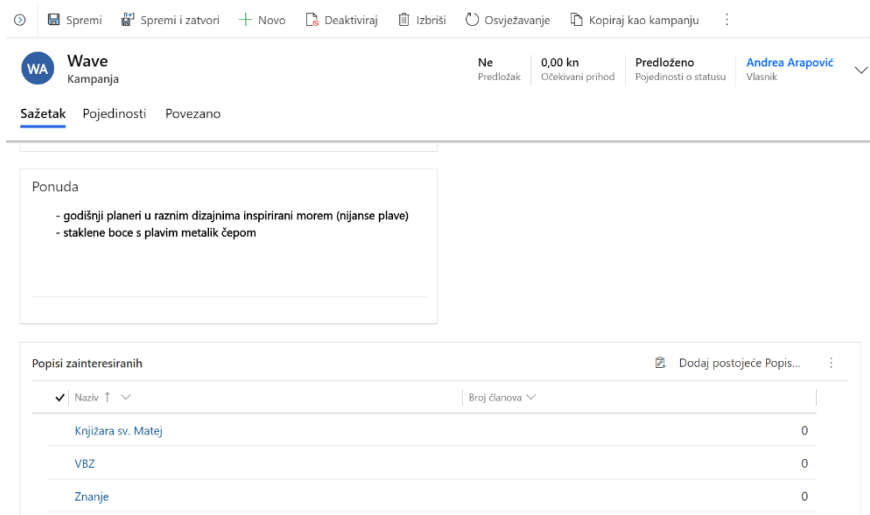 Spremi Spremi i zatvori Novo Deaktiviraj Izbriši Osvježavanje Kopiraj kao kampanju
WA Wave
Kampanja
Ne 0,00 kn Predloženo Andrea Arapović
Predložak Očekivani prihod Pojedinosti o statusu Vlasnik
Sažetak Pojedinosti Povezano
Ponuda
- godišnji planeri u raznim dizajnima inspirirani morem (nijanse plave)
- staklene boce s plavim metalik čepom
Popisi zainteresiranih Dodaj postojeće Popis...
Naziv Broj članova
Knjižara sv. Matej 0
VBZ 0
Znanje 0